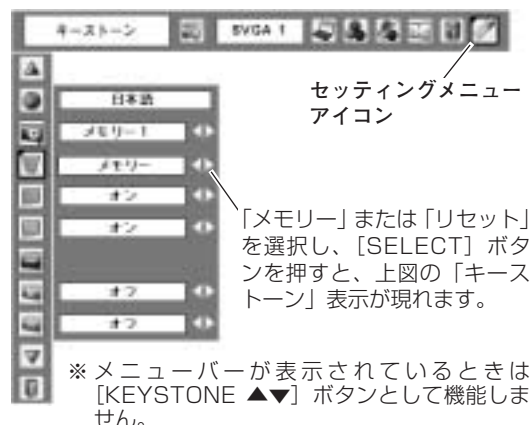 キーストーン
SVGA 1
セッティングメニュー
アイコン
日本語
メモリー 1
メモリー
オン
オン
オフ
オフ
「メモリー」または「リセット」
を選択し、［SELECT］ボタ
ンを押すと、上図の「キース
トーン」表示が現れます。
※ メニューバーが表示されているときは
［KEYSTONE ▲▼］ボタンとして機能しま
せん。